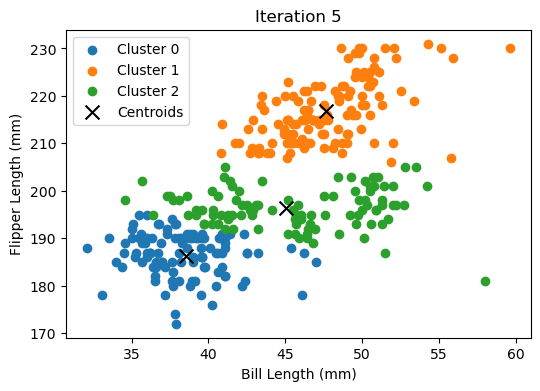 Iteration 5
Cluster 0
Cluster 1
Cluster 2
Centroids
Flipper Length (mm)
230
220
210
200
190
180
170
35 40 45 50 55 60
Bill Length (mm)